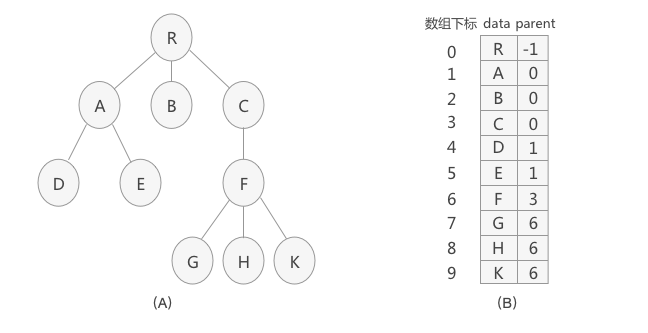 R
A B C
D E F
G H K
(A)
数组下标 data parent
0 R -1
1 A 0
2 B 0
3 C 0
4 D 1
5 E 1
6 F 3
7 G 6
8 H 6
9 K 6
(B)